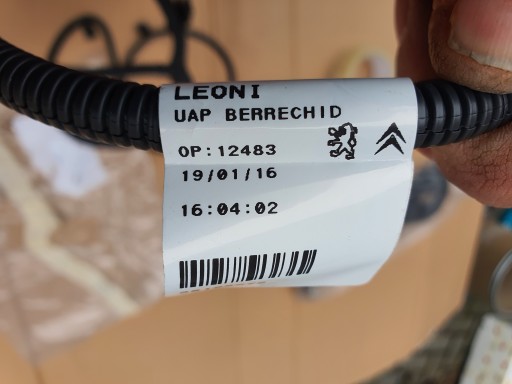 LEONI
UAP BERRECHID
OP:12483
19/01/16
16:04:02